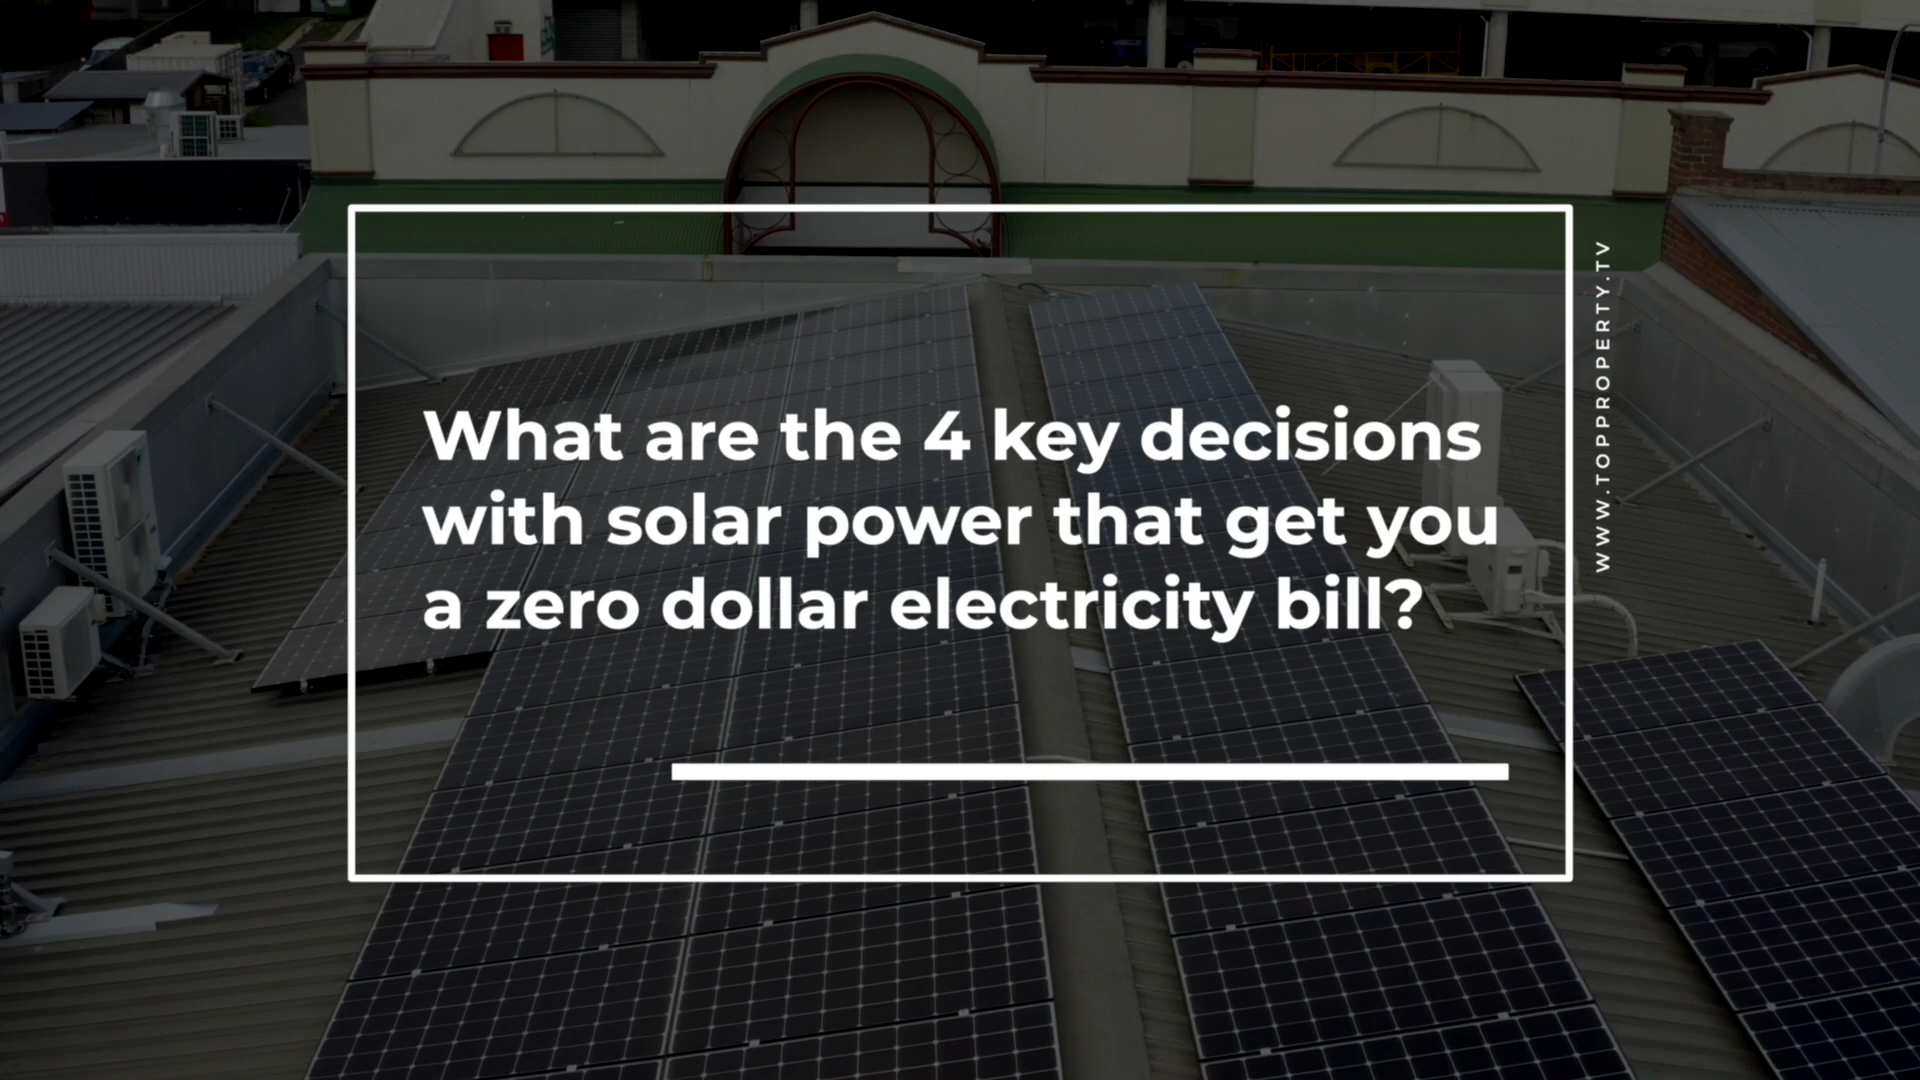 What are the 4 key decisions
with solar power that get you
a zero dollar electricity bill?
WWW.TOPPROPERTY.TV